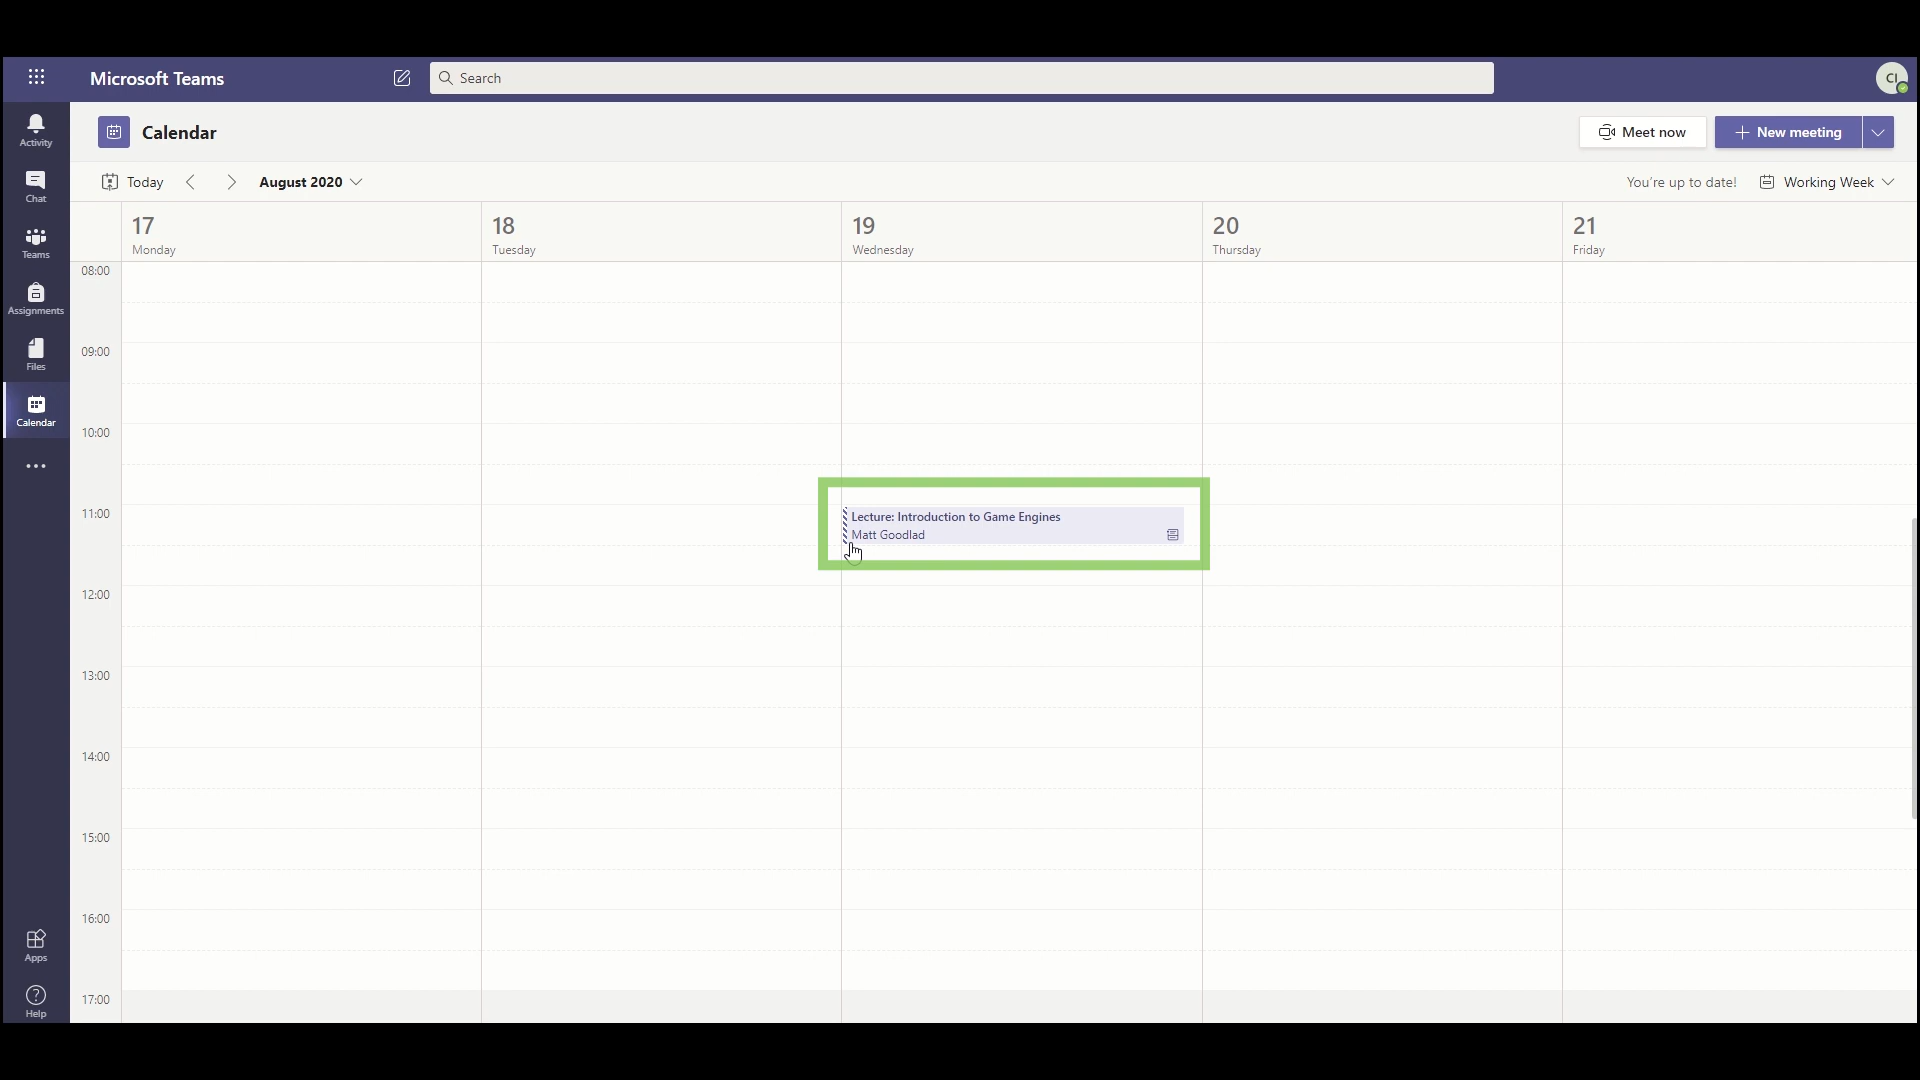 Microsoft Teams
Search
CI
Activity
Chat
Teams
Assignments
Files
Calendar
Apps
Help
Calendar
Meet now
New meeting
Today
August 2020
You're up to date!
Working Week
17
Monday
18
Tuesday
19
Wednesday
20
Thursday
21
Friday
08:00
09:00
10:00
11:00
Lecture: Introduction to Game Engines
Matt Goodlad
12:00
13:00
14:00
15:00
16:00
17:00